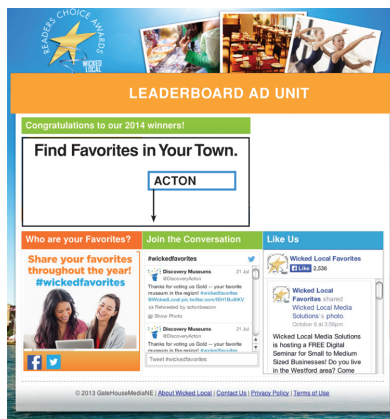 READERS CHOICE AWARDS
WICKED
LOCAL
LEADERBOARD AD UNIT
Congratulations to our 2014 winners!
Find Favorites in Your Town.
ACTON
Who are your Favorites?
Share your favorites
throughout the year!
#wickedfavorites
Join the Conversation
#wickedfavorites
Discovery Museums 21 Jul
@DiscoveryActon
Thanks for voting us Gold -- your favorite
museum in the region! #wickedfavorites
@WickedLocal
Retweeted by actonbeacon
Show Photo
Discovery Museums 21 Jul
@DiscoveryActon
Thanks for voting us Gold -- your favorite
museum in the region! #wickedfavorites
Tweet #wickedfavorites
Like Us
Wicked Local Favorites
Like 2,536
Wicked Local
Favorites shared
Wicked Local Media
Solutions's photo.
October 6 at 3:56pm
Wicked Local Media Solutions
is hosting a FREE Digital
Seminar for Small to Medium
Sized Businesses! Do you live
in the Westford area? Come
© 2013 GateHouseMediaNE | About Wicked Local | Contact Us | Privacy Policy | Terms of Use